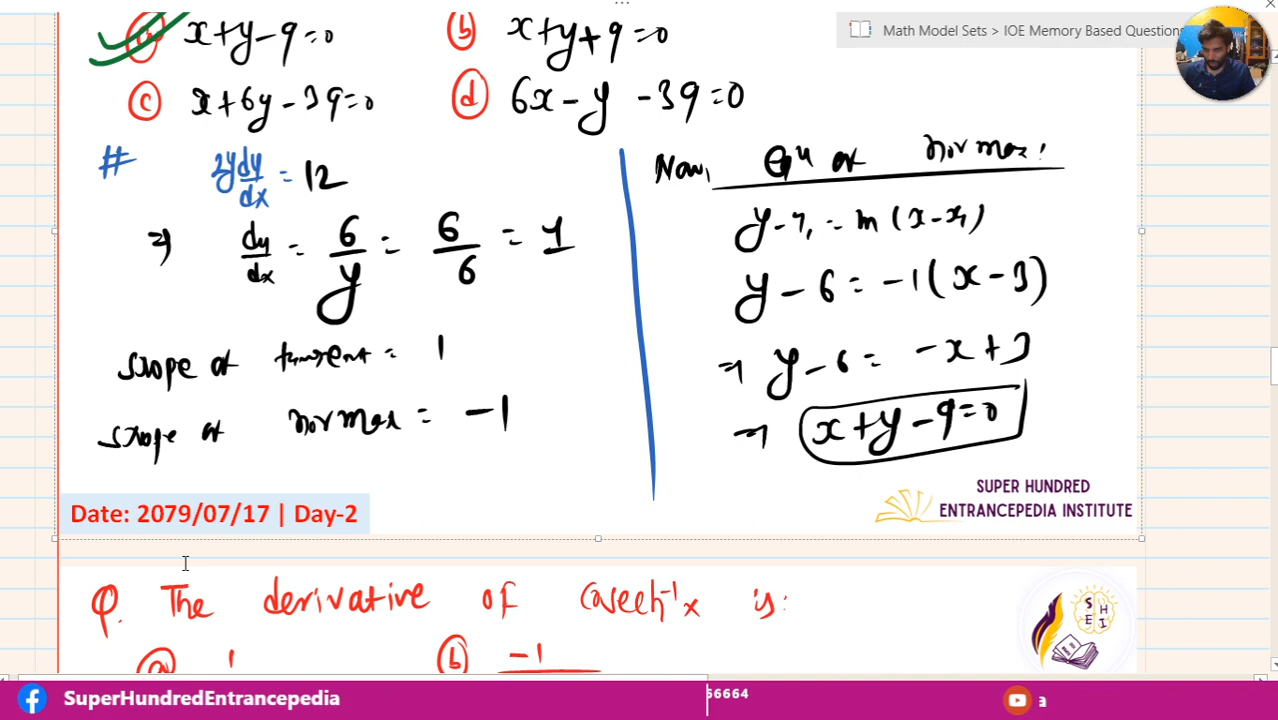 Math Model Sets > IOE Memory Based Questions
(a) x+y-9=0 (b) x+y+9=0
(c) x+6y-39=0 (d) 6x-y-39=0
# 2y dy/dx = 12
⇒ dy/dx = 6/y = 6/6 = 1
slope of tangent = 1
slope of normal = -1
Now, Eqn of normal:
y-y₁ = m(x-x₁)
y-6 = -1(x-3)
⇒ y-6 = -x+3
⇒ x+y-9=0
Date: 2079/07/17 | Day-2
SUPER HUNDRED
ENTRANCEPEDIA INSTITUTE
Q. The derivative of Cosech⁻¹x is:
(a) 1 (b) -1
S H
E I
SuperHundredEntrancepedia
66664
a